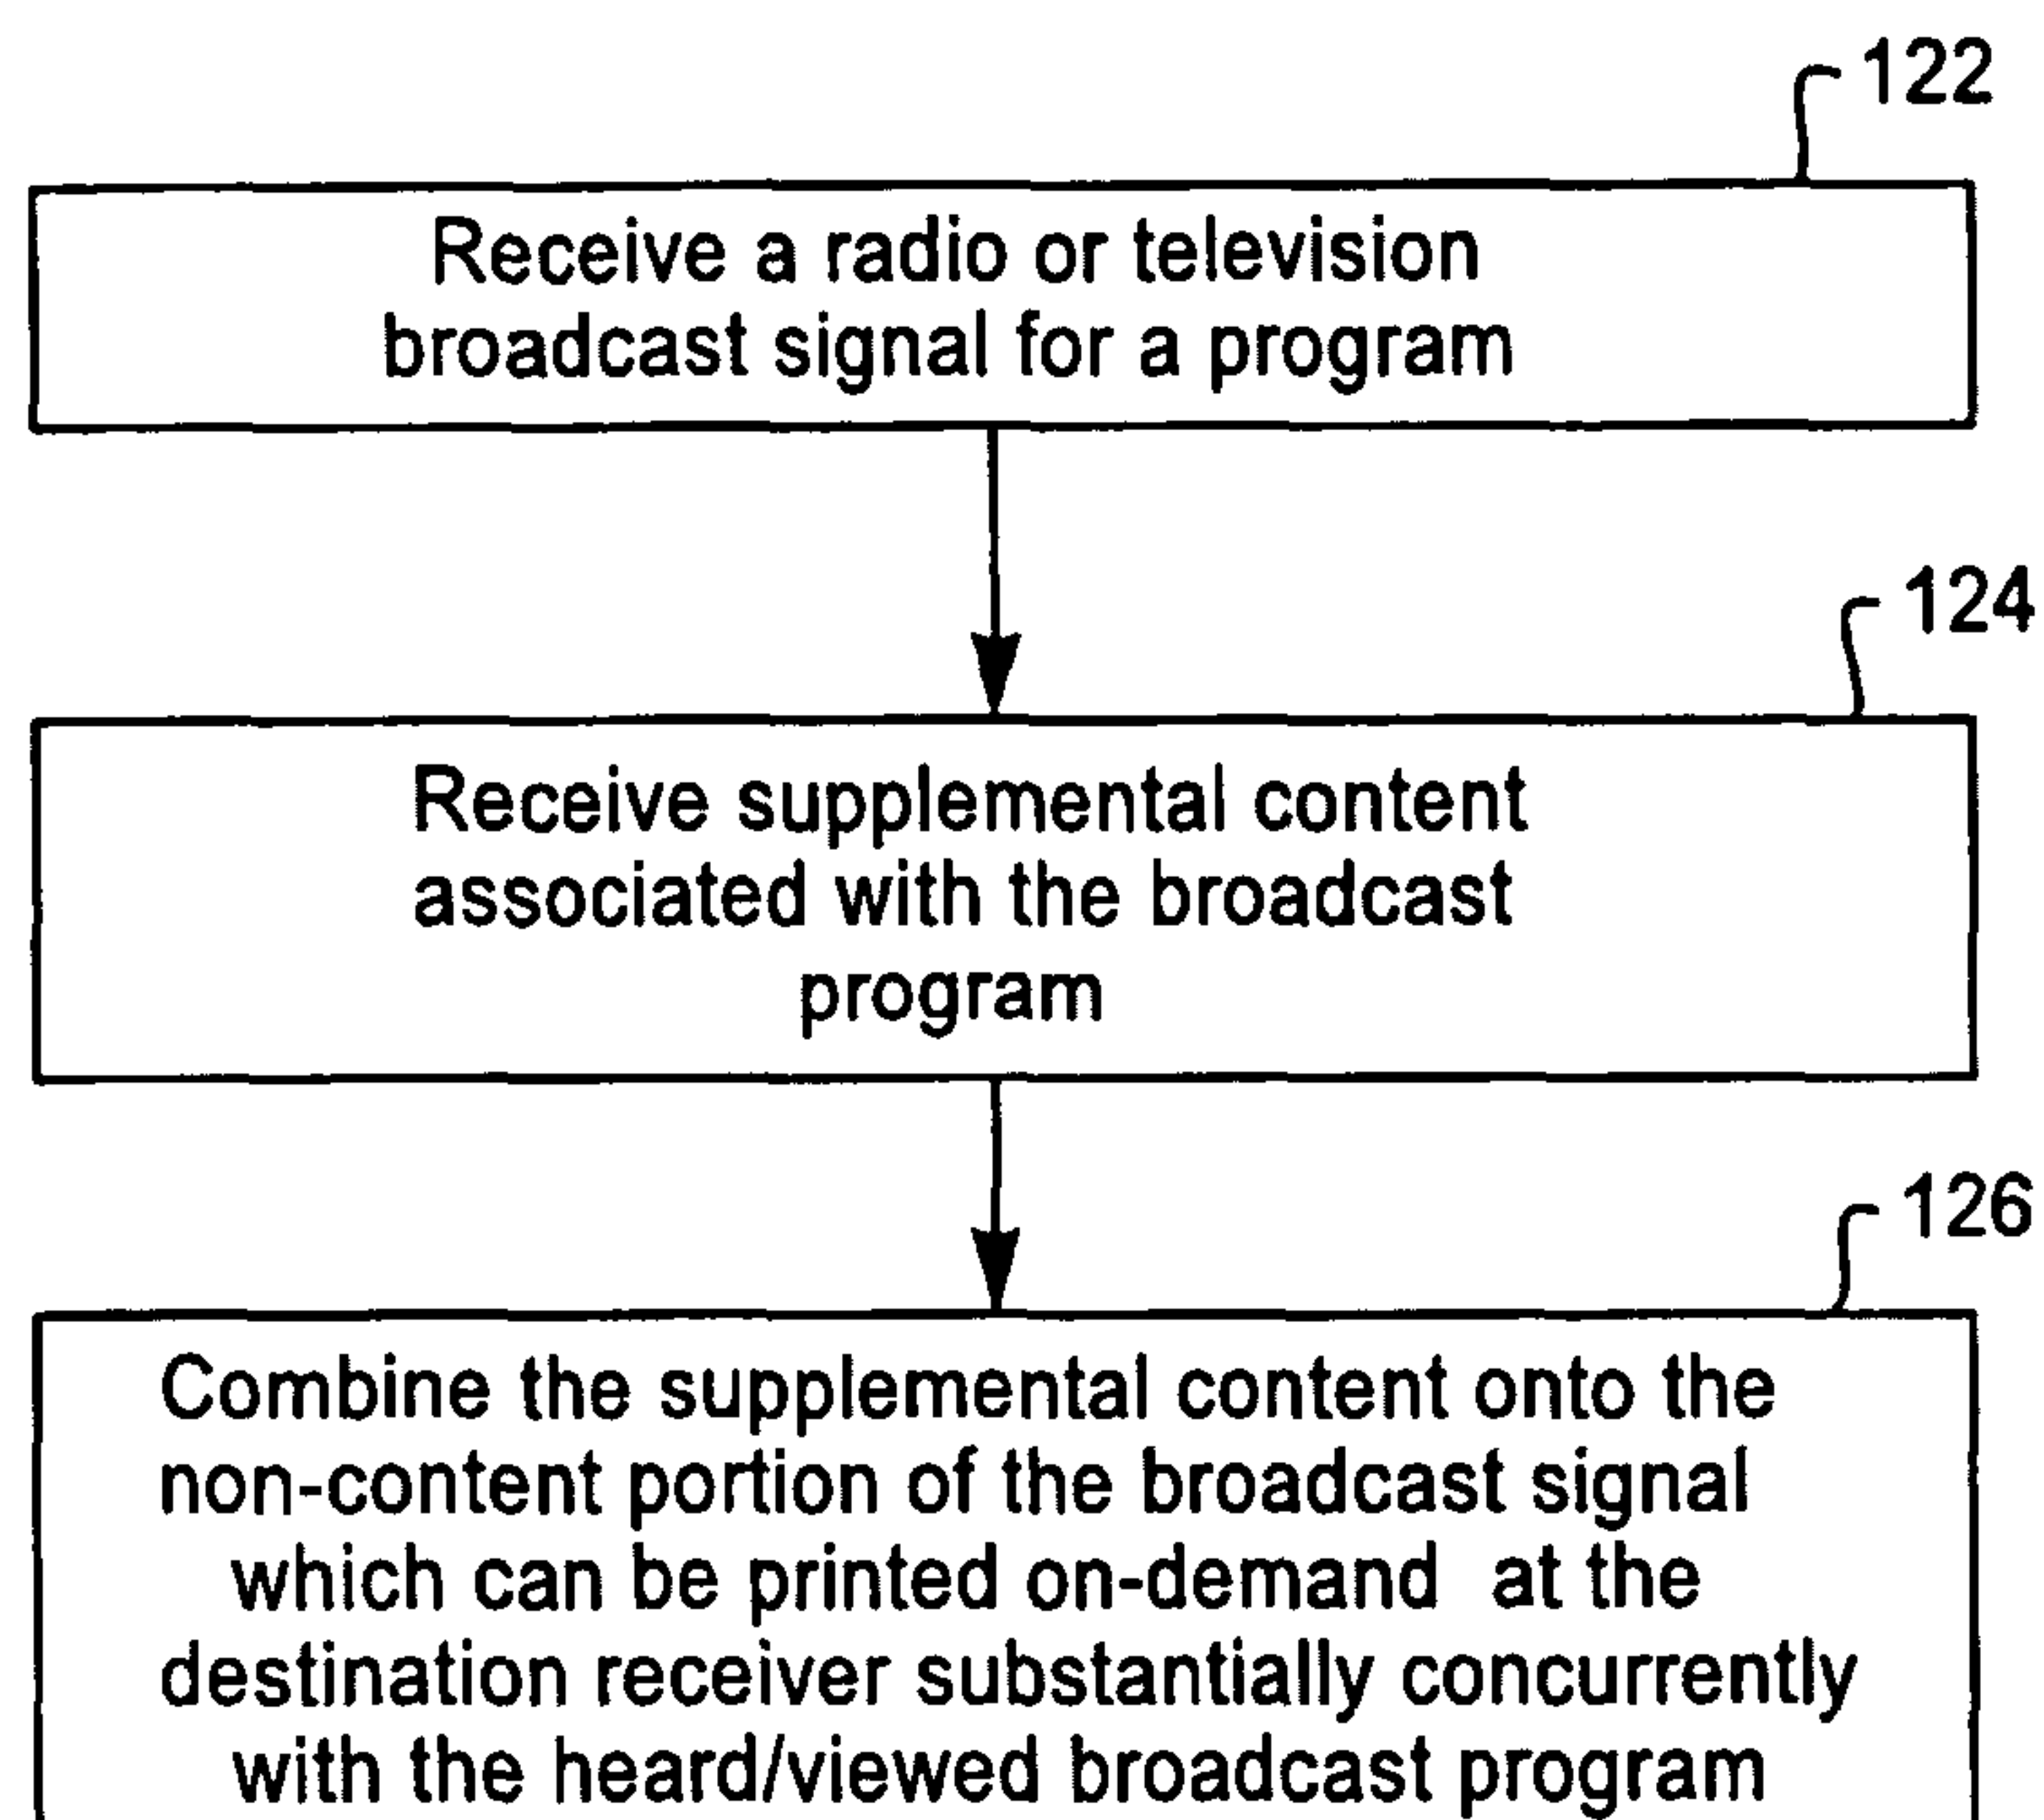 122
Receive a radio or television
broadcast signal for a program
124
Receive supplemental content
associated with the broadcast
program
126
Combine the supplemental content onto the
non-content portion of the broadcast signal
which can be printed on-demand at the
destination receiver substantially concurrently
with the heard/viewed broadcast program